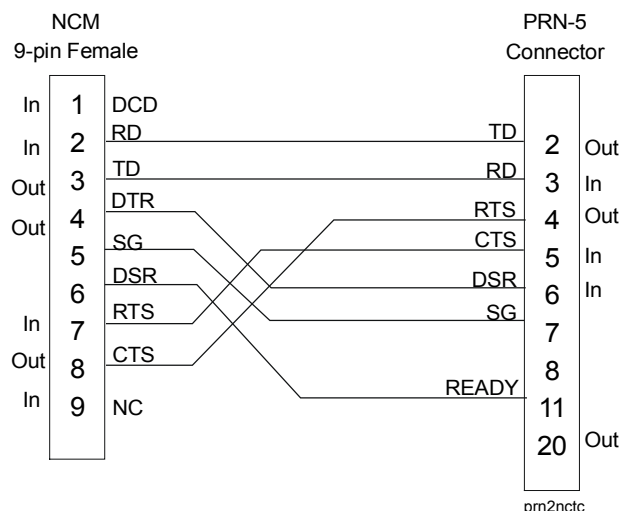 NCM
9-pin Female
PRN-5
Connector
In 1 DCD
In 2 RD
Out 3 TD
Out 4 DTR
5 SG
6 DSR
In 7 RTS
Out 8 CTS
In 9 NC
TD 2 Out
RD 3 In
RTS 4 Out
CTS 5 In
DSR 6 In
SG 7
8
READY 11
20 Out
prn2nctc